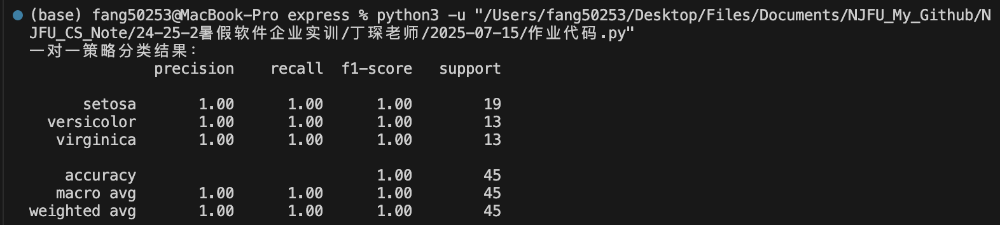 (base) fang50253@MacBook-Pro express % python3 -u "/Users/fang50253/Desktop/Files/Documents/NJFU_My_Github/N
JFU_CS_Note/24-25-2暑假软件企业实训/丁琛老师/2025-07-15/作业代码.py"
一对一策略分类结果：
precision    recall  f1-score   support
setosa       1.00      1.00      1.00        19
versicolor       1.00      1.00      1.00        13
virginica       1.00      1.00      1.00        13
accuracy                           1.00        45
macro avg       1.00      1.00      1.00        45
weighted avg       1.00      1.00      1.00        45